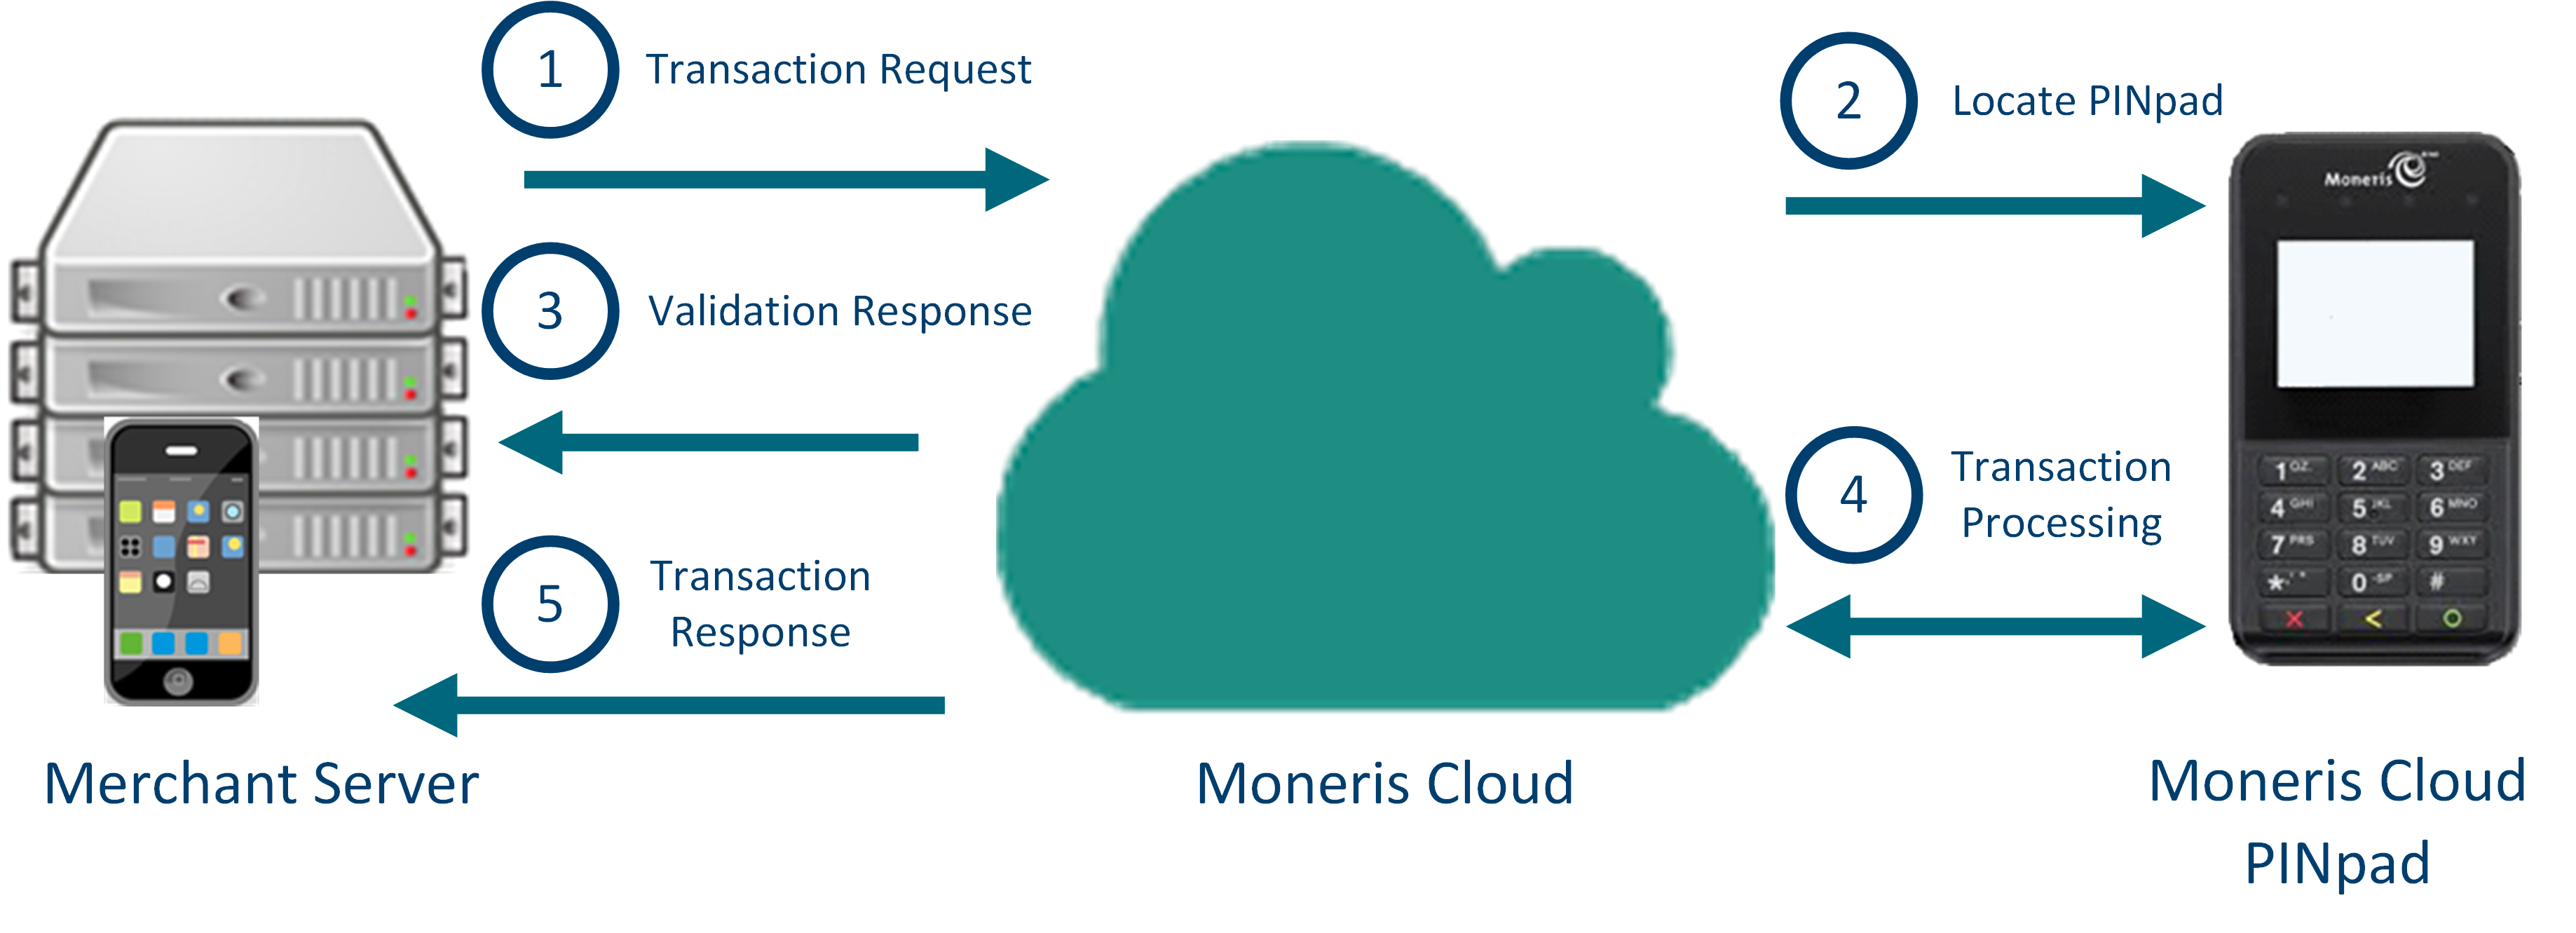 1
Transaction Request
2
Locate PINpad
3
Validation Response
4
Transaction
Processing
5
Transaction
Response
Moneris
1 QZ. 2 ABC 3 DEF
4 GHI 5 JKL 6 MNO
7 PRS 8 TUV 9 WXY
* 0 -SP #
Merchant Server
Moneris Cloud
Moneris Cloud
PINpad